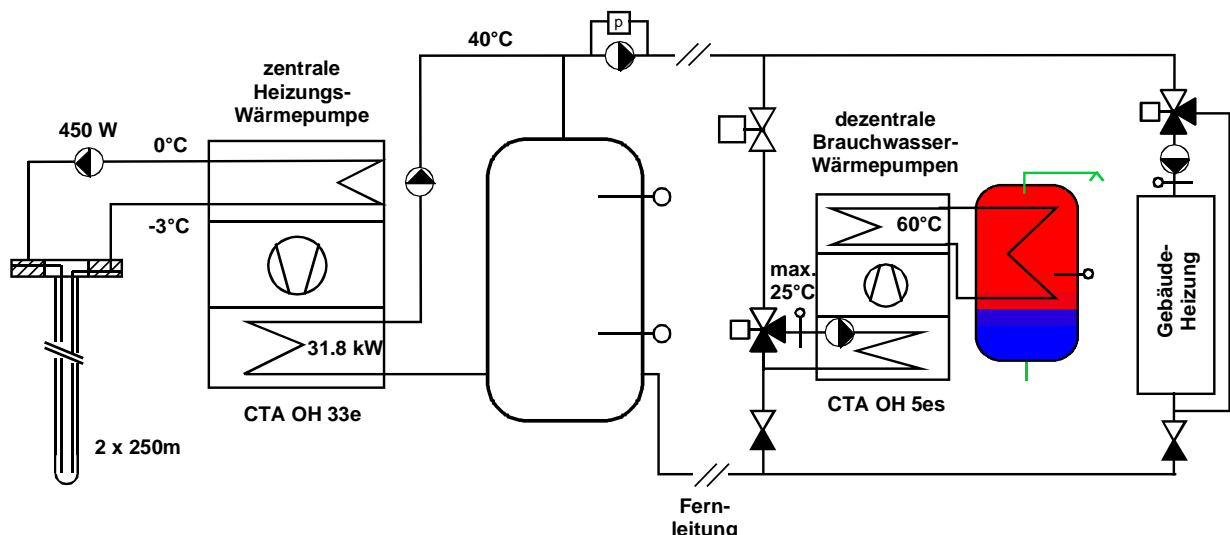 p
40°C
zentrale
Heizungs-
Wärmepumpe
450 W
0°C
-3°C
dezentrale
Brauchwasser-
Wärmepumpen
60°C
max.
25°C
31.8 kW
Gebäude-
Heizung
CTA OH 33e
CTA OH 5es
2 x 250m
Fern-
leitung